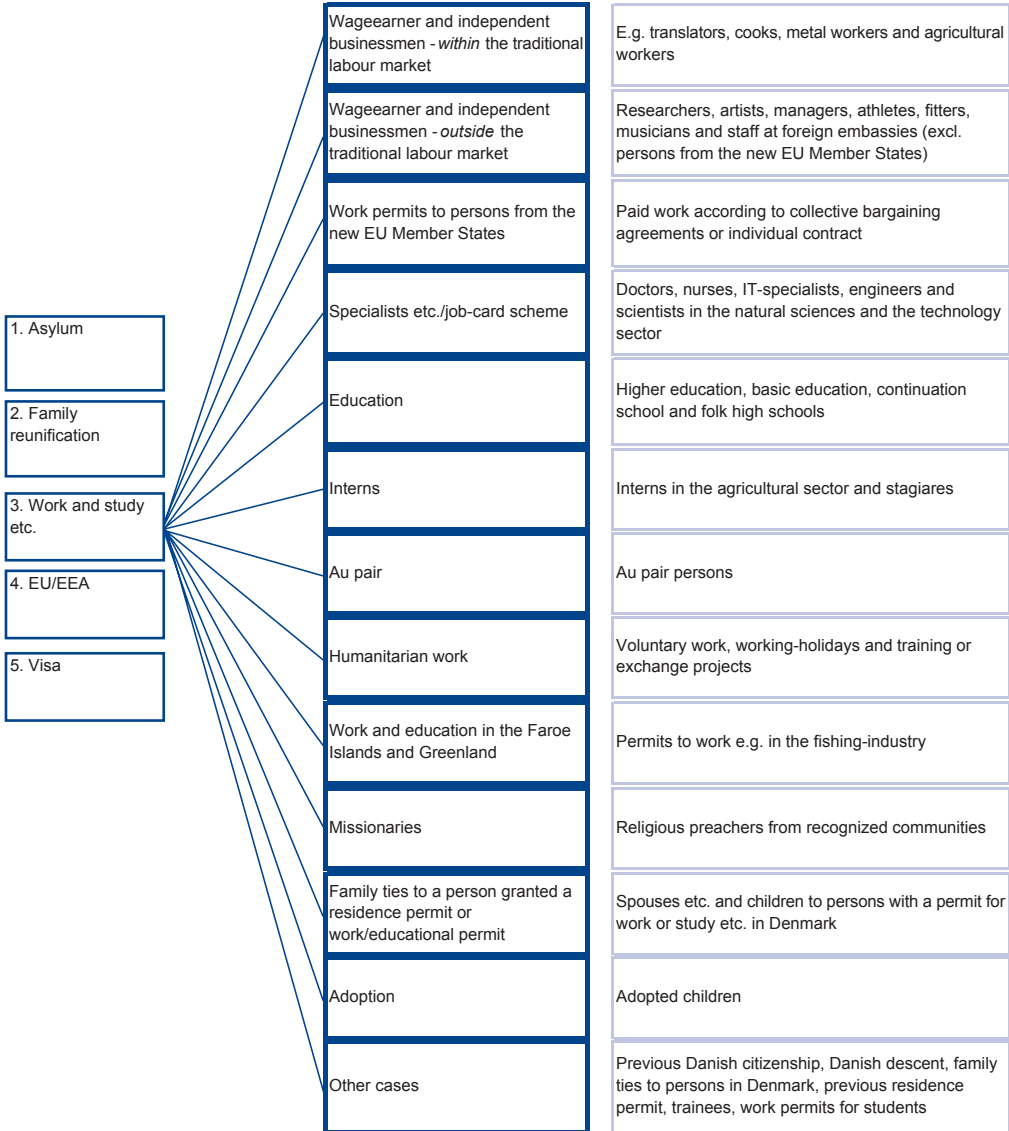 1. Asylum
2. Family
reunification
3. Work and study
etc.
4. EU/EEA
5. Visa
Wageearner and independent
businessmen - within the traditional
labour market
E.g. translators, cooks, metal workers and agricultural
workers
Wageearner and independent
businessmen - outside the
traditional labour market
Researchers, artists, managers, athletes, fitters,
musicians and staff at foreign embassies (excl.
persons from the new EU Member States)
Work permits to persons from the
new EU Member States
Paid work according to collective bargaining
agreements or individual contract
Specialists etc./job-card scheme
Doctors, nurses, IT-specialists, engineers and
scientists in the natural sciences and the technology
sector
Education
Higher education, basic education, continuation
school and folk high schools
Interns
Interns in the agricultural sector and stagiares
Au pair
Au pair persons
Humanitarian work
Voluntary work, working-holidays and training or
exchange projects
Work and education in the Faroe
Islands and Greenland
Permits to work e.g. in the fishing-industry
Missionaries
Religious preachers from recognized communities
Family ties to a person granted a
residence permit or
work/educational permit
Spouses etc. and children to persons with a permit for
work or study etc. in Denmark
Adoption
Adopted children
Other cases
Previous Danish citizenship, Danish descent, family
ties to persons in Denmark, previous residence
permit, trainees, work permits for students